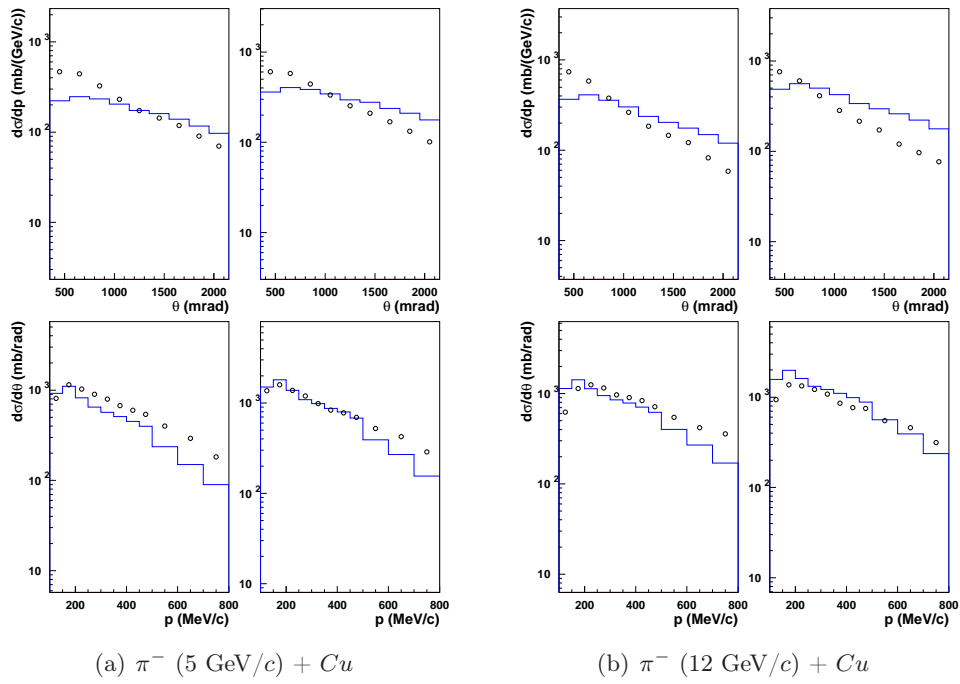 dσ/dp (mb/(GeV/c))
10³
10²
10
500 1000 1500 2000
θ (mrad)
500 1000 1500 2000
θ (mrad)
10³
10²
10
dσ/dθ (mb/rad)
10³
10²
10
200 400 600 800
p (MeV/c)
200 400 600 800
p (MeV/c)
10³
10²
10
(a) π⁻ (5 GeV/c) + Cu
dσ/dp (mb/(GeV/c))
10³
10²
10
500 1000 1500 2000
θ (mrad)
500 1000 1500 2000
θ (mrad)
10³
10²
10
dσ/dθ (mb/rad)
10³
10²
10
200 400 600 800
p (MeV/c)
200 400 600 800
p (MeV/c)
10³
10²
10
(b) π⁻ (12 GeV/c) + Cu